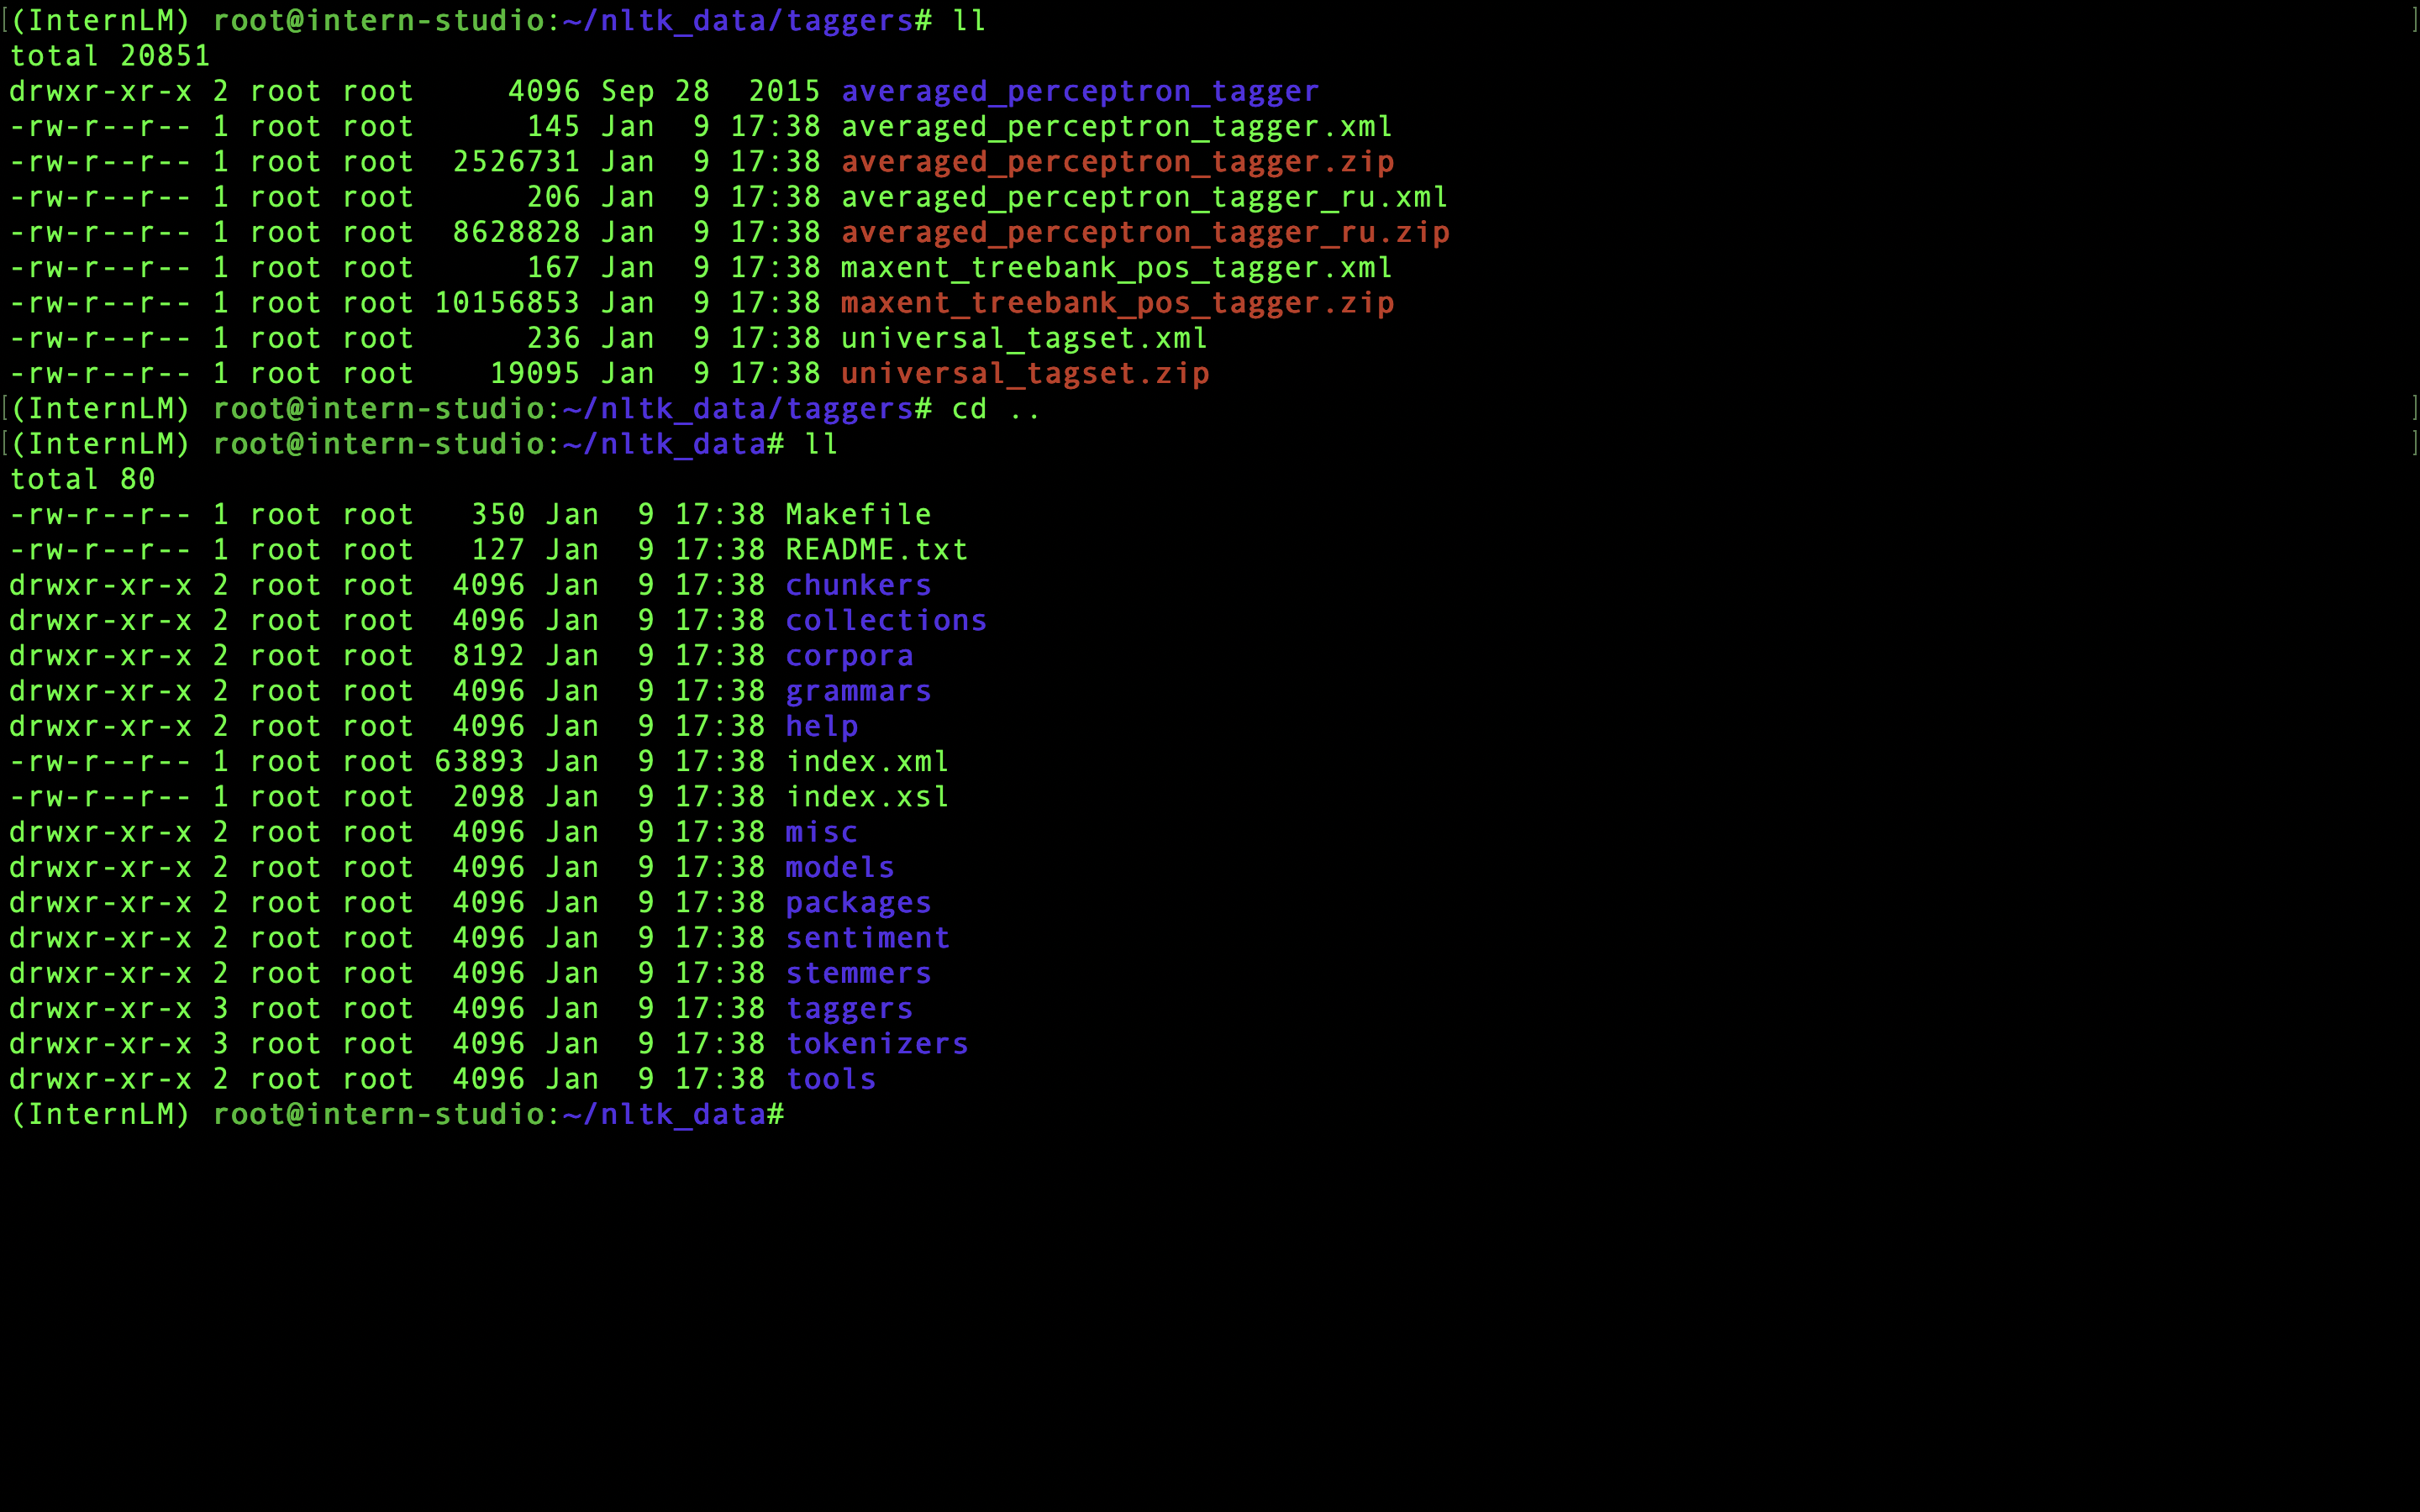 [(InternLM) root@intern-studio:~/nltk_data/taggers# ll ]
total 20851
drwxr-xr-x 2 root root     4096 Sep 28  2015 averaged_perceptron_tagger
-rw-r--r-- 1 root root      145 Jan  9 17:38 averaged_perceptron_tagger.xml
-rw-r--r-- 1 root root  2526731 Jan  9 17:38 averaged_perceptron_tagger.zip
-rw-r--r-- 1 root root      206 Jan  9 17:38 averaged_perceptron_tagger_ru.xml
-rw-r--r-- 1 root root  8628828 Jan  9 17:38 averaged_perceptron_tagger_ru.zip
-rw-r--r-- 1 root root      167 Jan  9 17:38 maxent_treebank_pos_tagger.xml
-rw-r--r-- 1 root root 10156853 Jan  9 17:38 maxent_treebank_pos_tagger.zip
-rw-r--r-- 1 root root      236 Jan  9 17:38 universal_tagset.xml
-rw-r--r-- 1 root root    19095 Jan  9 17:38 universal_tagset.zip
[(InternLM) root@intern-studio:~/nltk_data/taggers# cd .. ]
[(InternLM) root@intern-studio:~/nltk_data# ll ]
total 80
-rw-r--r-- 1 root root   350 Jan  9 17:38 Makefile
-rw-r--r-- 1 root root   127 Jan  9 17:38 README.txt
drwxr-xr-x 2 root root  4096 Jan  9 17:38 chunkers
drwxr-xr-x 2 root root  4096 Jan  9 17:38 collections
drwxr-xr-x 2 root root  8192 Jan  9 17:38 corpora
drwxr-xr-x 2 root root  4096 Jan  9 17:38 grammars
drwxr-xr-x 2 root root  4096 Jan  9 17:38 help
-rw-r--r-- 1 root root 63893 Jan  9 17:38 index.xml
-rw-r--r-- 1 root root  2098 Jan  9 17:38 index.xsl
drwxr-xr-x 2 root root  4096 Jan  9 17:38 misc
drwxr-xr-x 2 root root  4096 Jan  9 17:38 models
drwxr-xr-x 2 root root  4096 Jan  9 17:38 packages
drwxr-xr-x 2 root root  4096 Jan  9 17:38 sentiment
drwxr-xr-x 2 root root  4096 Jan  9 17:38 stemmers
drwxr-xr-x 3 root root  4096 Jan  9 17:38 taggers
drwxr-xr-x 3 root root  4096 Jan  9 17:38 tokenizers
drwxr-xr-x 2 root root  4096 Jan  9 17:38 tools
(InternLM) root@intern-studio:~/nltk_data#